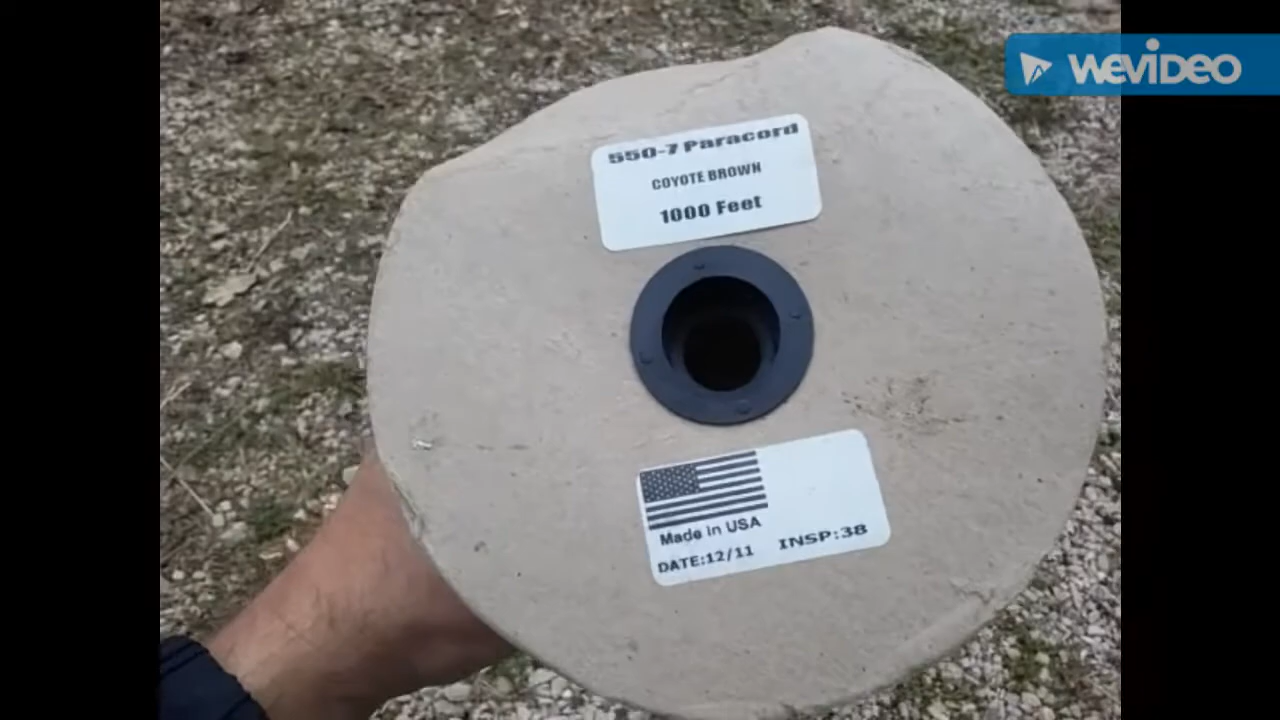 WEVIDEO
550-7 Paracord
COYOTE BROWN
1000 Feet
Made in USA
DATE:12/11 INSP:38